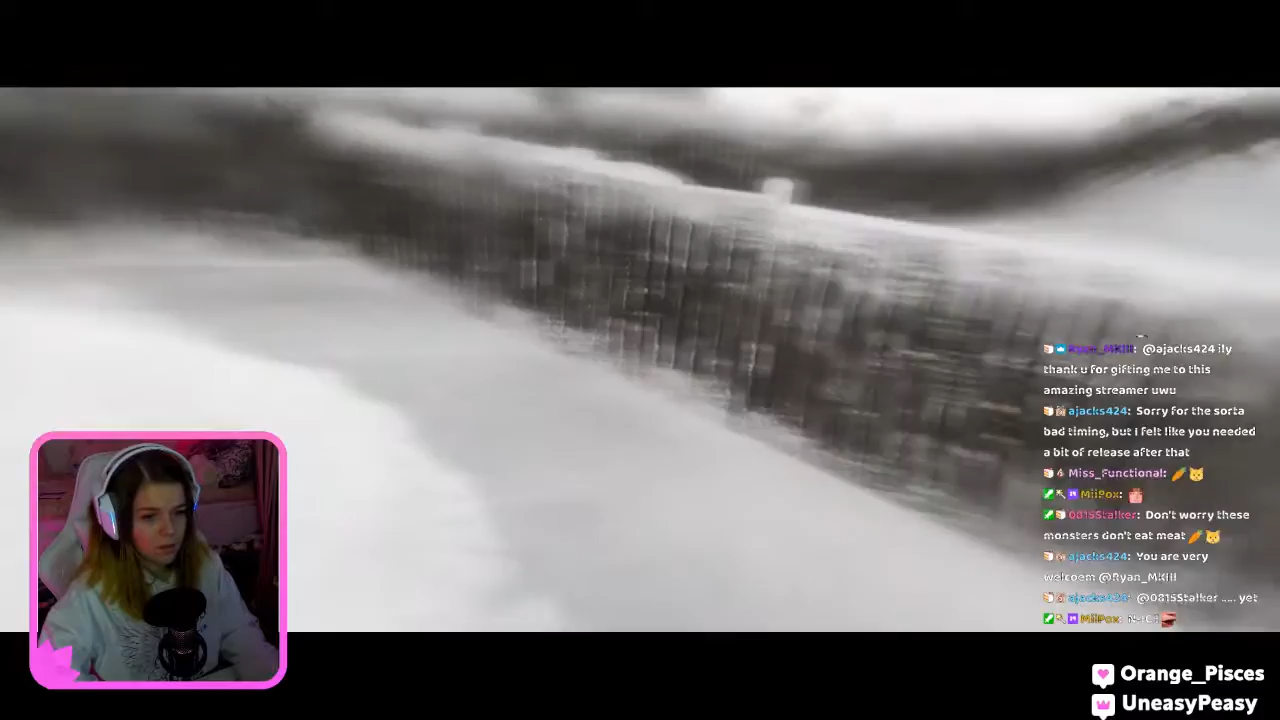 @ajacks424 ily
thank u for gifting me to this
amazing streamer uwu
ajacks424: Sorry for the sorta
bad timing, but i felt like you needed
a bit of release after that
Miss_Functional:
MiiPox:
0815Stalker: Don't worry these
monsters don't eat meat
ajacks424: You are very
welcoem @Ryan_MKIII
ajacks424: @0815Stalker ..... yet
MiiPox:
Orange_Pisces
UneasyPeasy